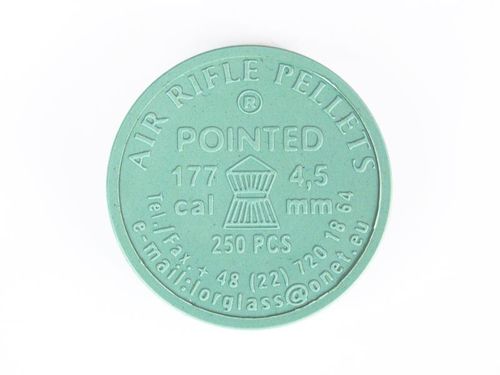 AIR RIFLE PELLETS
®
POINTED
177 4,5
cal mm
250 PCS
Tel./Fax. + 48 (22) 720 18 64
e-mail:lorglass@onet.eu